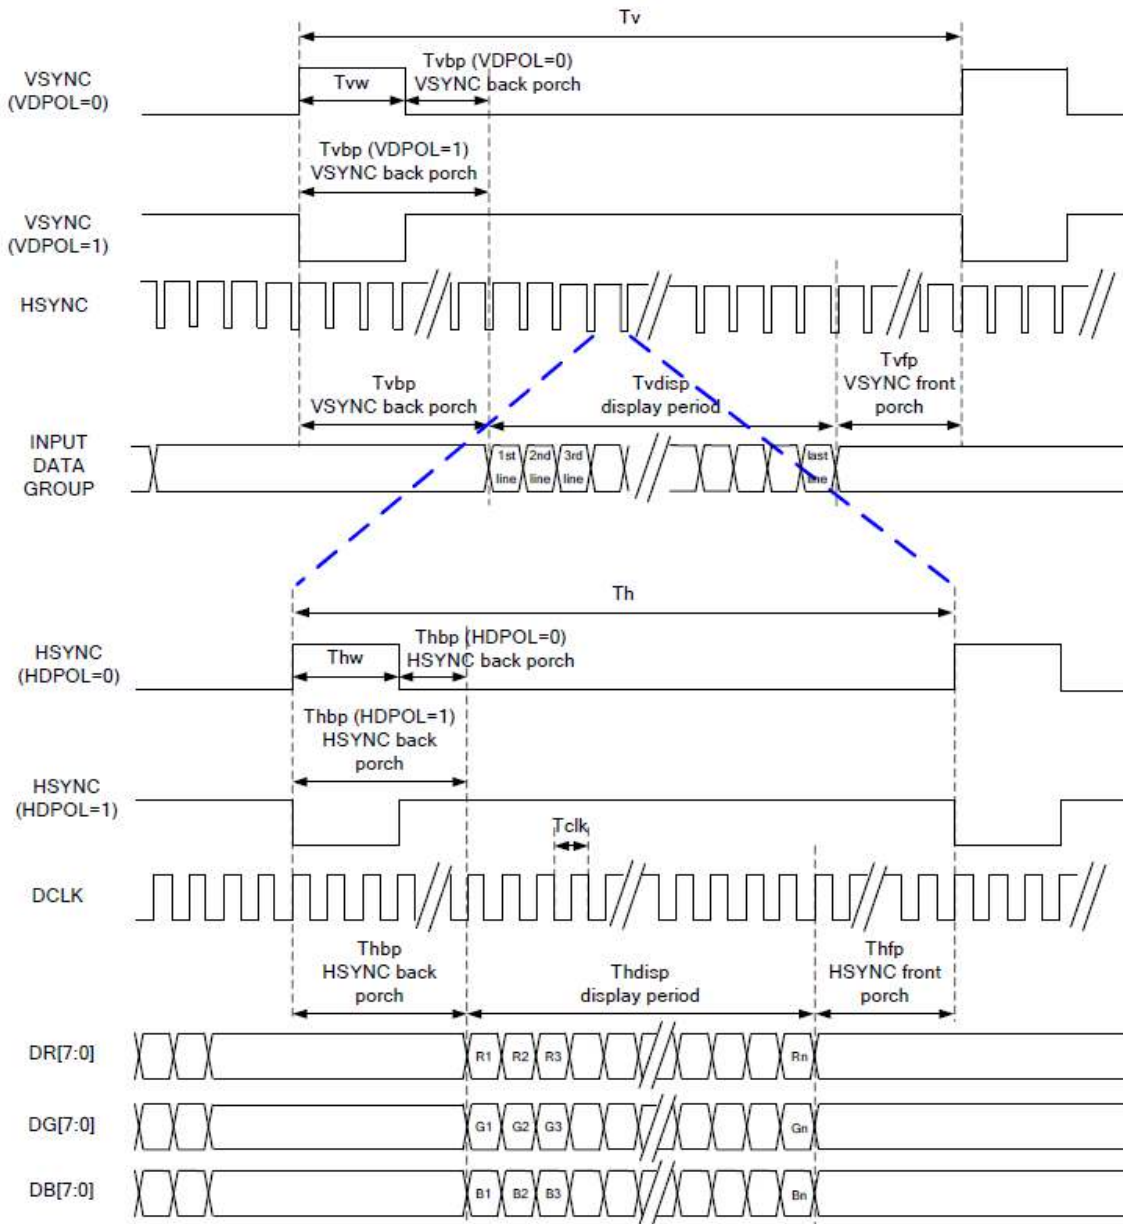 Tv
VSYNC
(VDPOL=0)
Tvw
Tvbp (VDPOL=0)
VSYNC back porch
Tvbp (VDPOL=1)
VSYNC back porch
VSYNC
(VDPOL=1)
HSYNC
Tvbp
VSYNC back porch
Tvdisp
display period
Tvfp
VSYNC front
porch
INPUT
DATA
GROUP
1st
line
2nd
line
3rd
line
last
line
Th
HSYNC
(HDPOL=0)
Thw
Thbp (HDPOL=0)
HSYNC back porch
Thbp (HDPOL=1)
HSYNC back
porch
HSYNC
(HDPOL=1)
Tclk
DCLK
Thbp
HSYNC back
porch
Thdisp
display period
Thfp
HSYNC front
porch
DR[7:0]
R1 R2 R3 Rn
DG[7:0]
G1 G2 G3 Gn
DB[7:0]
B1 B2 B3 Bn